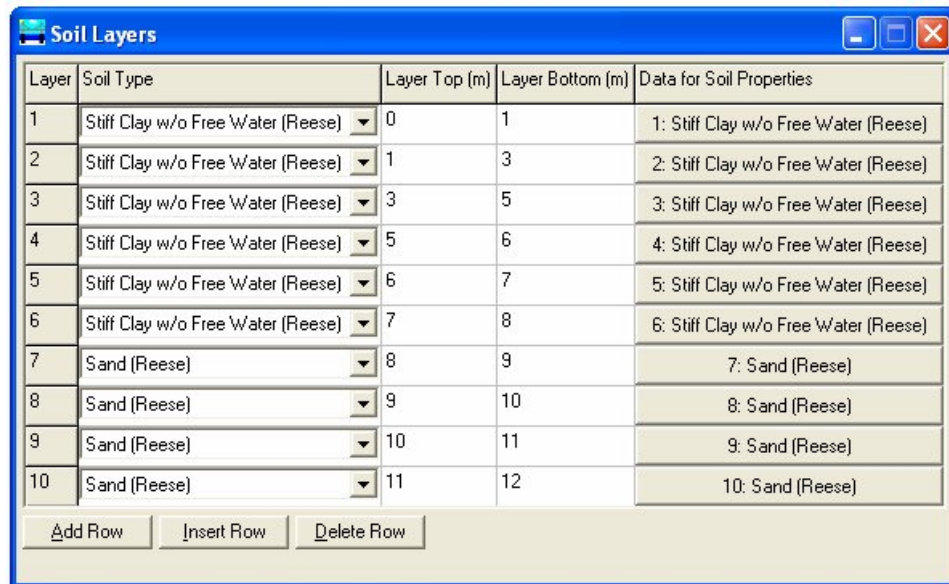 Soil Layers
Layer Soil Type Layer Top (m) Layer Bottom (m) Data for Soil Properties
1 Stiff Clay w/o Free Water (Reese) 0 1 1: Stiff Clay w/o Free Water (Reese)
2 Stiff Clay w/o Free Water (Reese) 1 3 2: Stiff Clay w/o Free Water (Reese)
3 Stiff Clay w/o Free Water (Reese) 3 5 3: Stiff Clay w/o Free Water (Reese)
4 Stiff Clay w/o Free Water (Reese) 5 6 4: Stiff Clay w/o Free Water (Reese)
5 Stiff Clay w/o Free Water (Reese) 6 7 5: Stiff Clay w/o Free Water (Reese)
6 Stiff Clay w/o Free Water (Reese) 7 8 6: Stiff Clay w/o Free Water (Reese)
7 Sand (Reese) 8 9 7: Sand (Reese)
8 Sand (Reese) 9 10 8: Sand (Reese)
9 Sand (Reese) 10 11 9: Sand (Reese)
10 Sand (Reese) 11 12 10: Sand (Reese)
Add Row Insert Row Delete Row